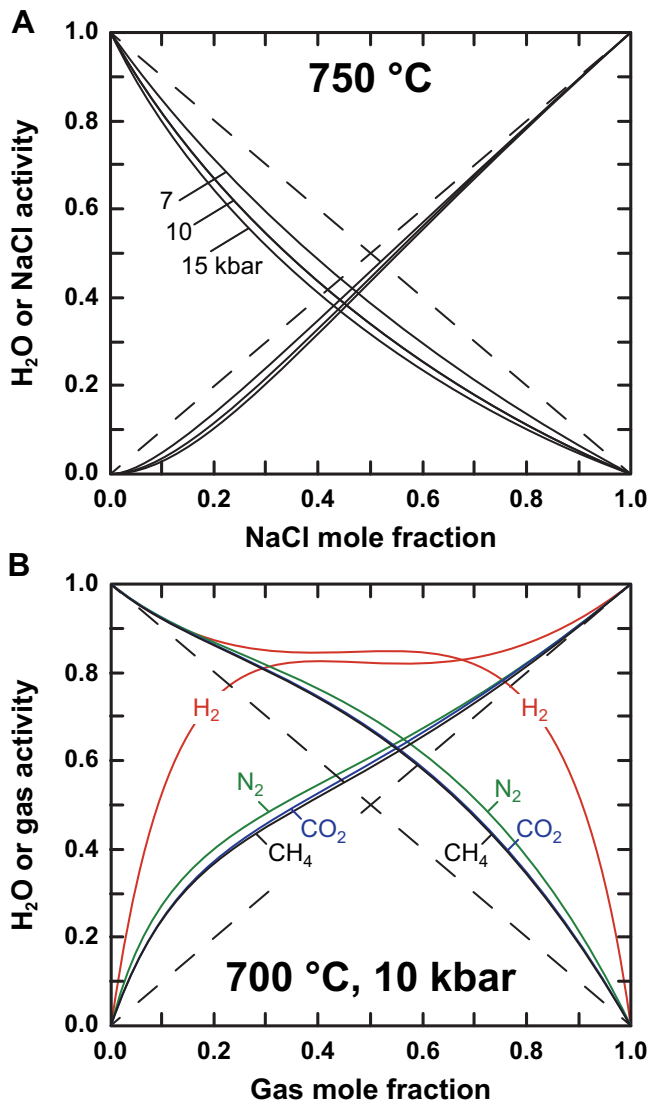 A
750 °C
1.0
0.8
0.6
0.4
0.2
0.0
H₂O or NaCl activity
7
10
15 kbar
0.0 0.2 0.4 0.6 0.8 1.0
NaCl mole fraction
B
1.0
0.8
0.6
0.4
0.2
0.0
H₂O or gas activity
H₂ H₂
N₂ N₂
CO₂ CO₂
CH₄ CH₄
700 °C, 10 kbar
0.0 0.2 0.4 0.6 0.8 1.0
Gas mole fraction